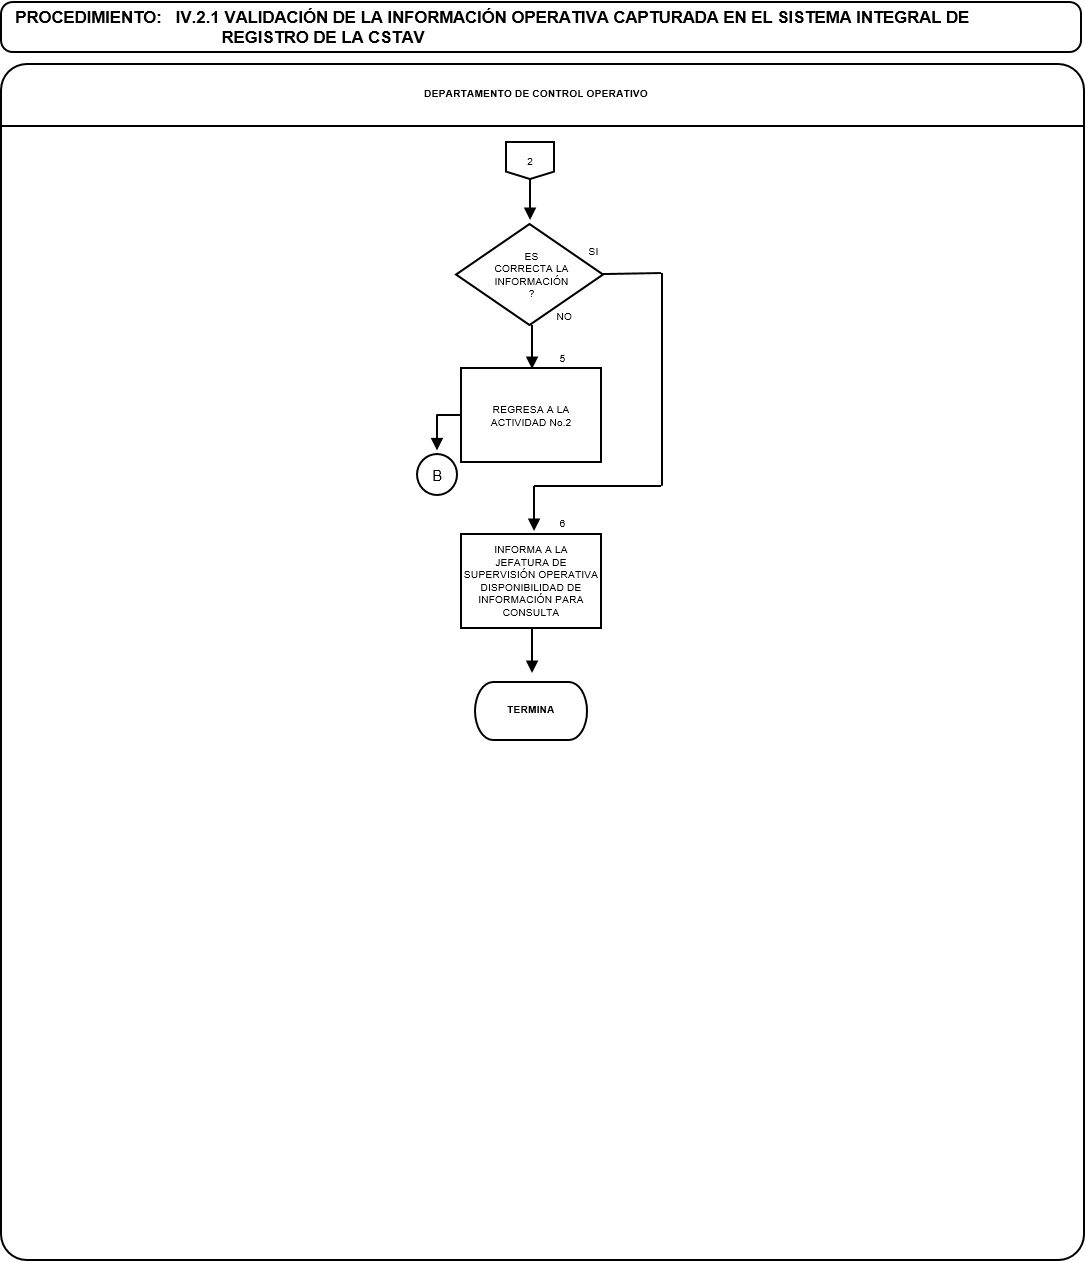 PROCEDIMIENTO: IV.2.1 VALIDACIÓN DE LA INFORMACIÓN OPERATIVA CAPTURADA EN EL SISTEMA INTEGRAL DE
REGISTRO DE LA CSTAV
DEPARTAMENTO DE CONTROL OPERATIVO
2
ES
CORRECTA LA
INFORMACIÓN
?
SI
NO
5
REGRESA A LA
ACTIVIDAD No.2
B
6
INFORMA A LA
JEFATURA DE
SUPERVISIÓN OPERATIVA
DISPONIBILIDAD DE
INFORMACIÓN PARA
CONSULTA
TERMINA